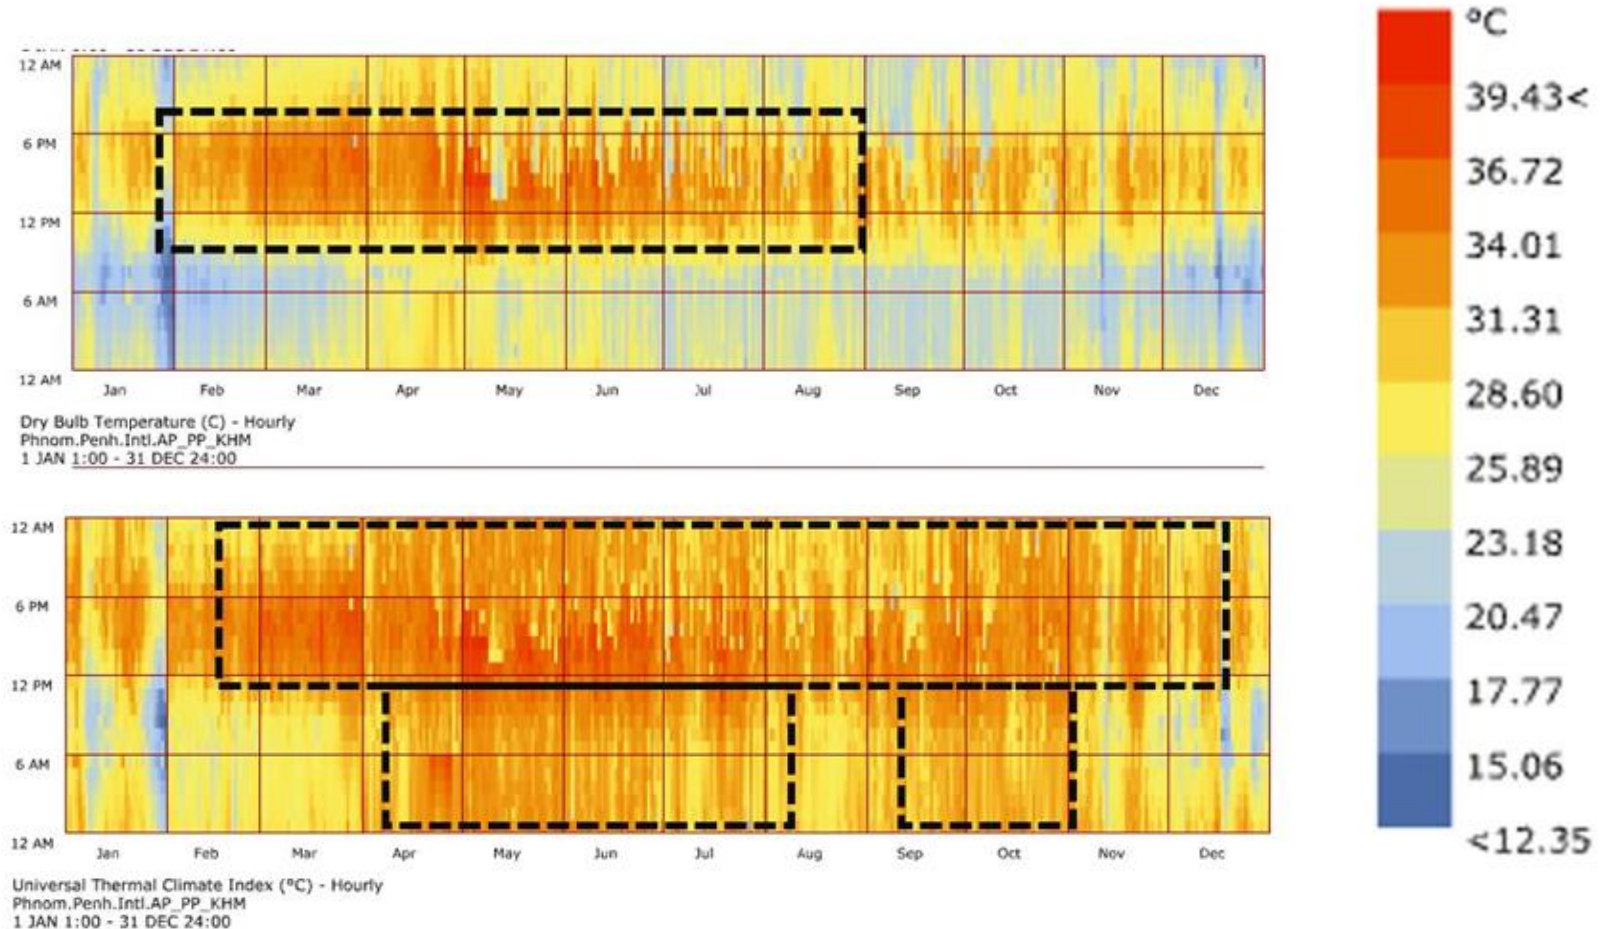 12 AM
6 PM
12 PM
6 AM
12 AM
Jan Feb Mar Apr May Jun Jul Aug Sep Oct Nov Dec
Dry Bulb Temperature (C) - Hourly
Phnom.Penh.Intl.AP_PP_KHM
1 JAN 1:00 - 31 DEC 24:00
12 AM
6 PM
12 PM
6 AM
12 AM
Jan Feb Mar Apr May Jun Jul Aug Sep Oct Nov Dec
Universal Thermal Climate Index (°C) - Hourly
Phnom.Penh.Intl.AP_PP_KHM
1 JAN 1:00 - 31 DEC 24:00
°C
39.43<
36.72
34.01
31.31
28.60
25.89
23.18
20.47
17.77
15.06
<12.35